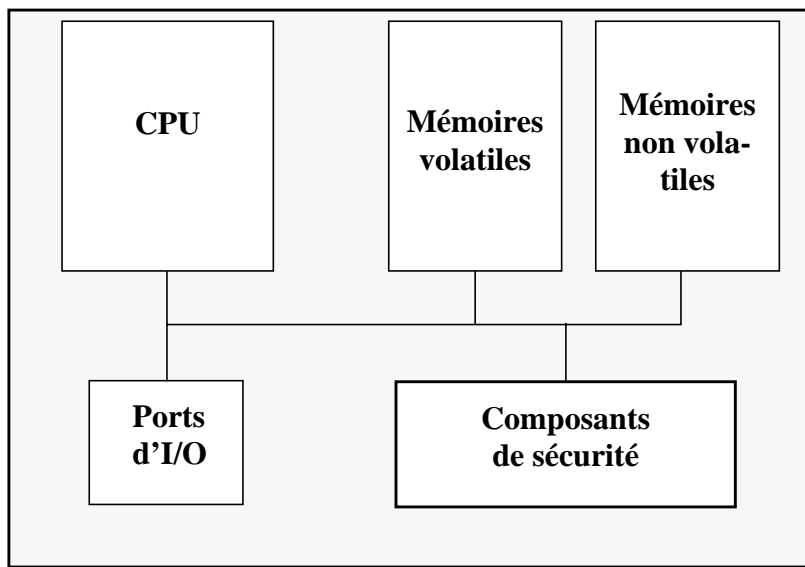 CPU
Mémoires
volatiles
Mémoires
non vola-
tiles
Ports
d’I/O
Composants
de sécurité